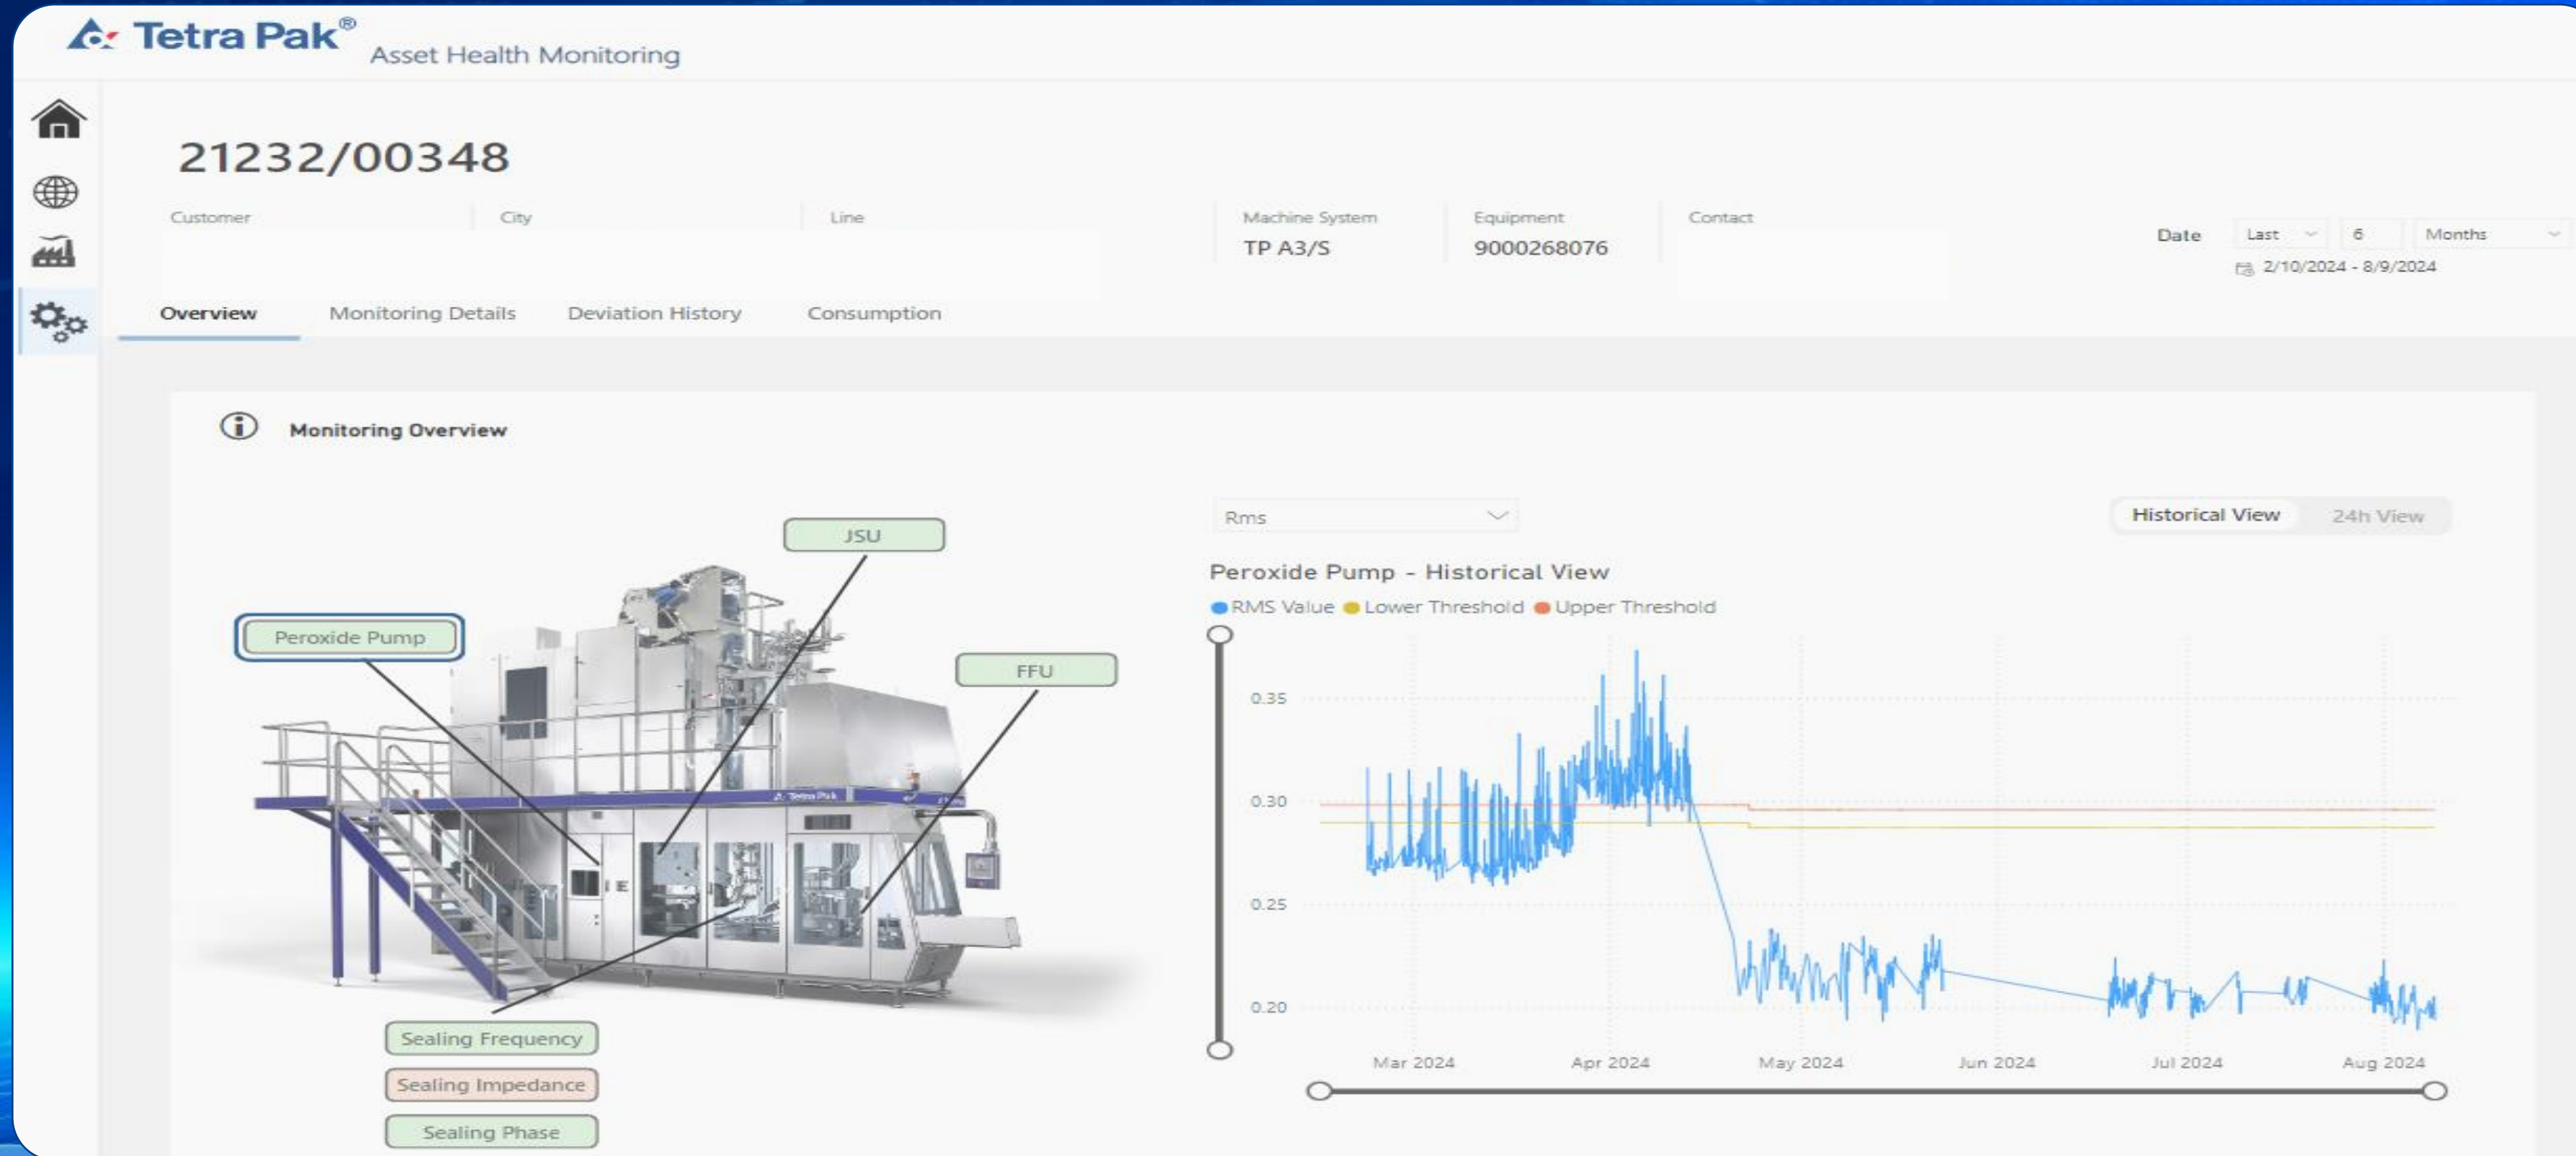 Tetra Pak®
Asset Health Monitoring
21232/00348
Customer
City
Line
Machine System
TP A3/S
Equipment
9000268076
Contact
Date
Last
6
Months
2/10/2024 - 8/9/2024
Overview
Monitoring Details
Deviation History
Consumption
Monitoring Overview
JSU
Peroxide Pump
FFU
Tetra Pak
Sealing Frequency
Sealing Impedance
Sealing Phase
Rms
Historical View
24h View
Peroxide Pump - Historical View
RMS Value
Lower Threshold
Upper Threshold
0.35
0.30
0.25
0.20
Mar 2024
Apr 2024
May 2024
Jun 2024
Jul 2024
Aug 2024